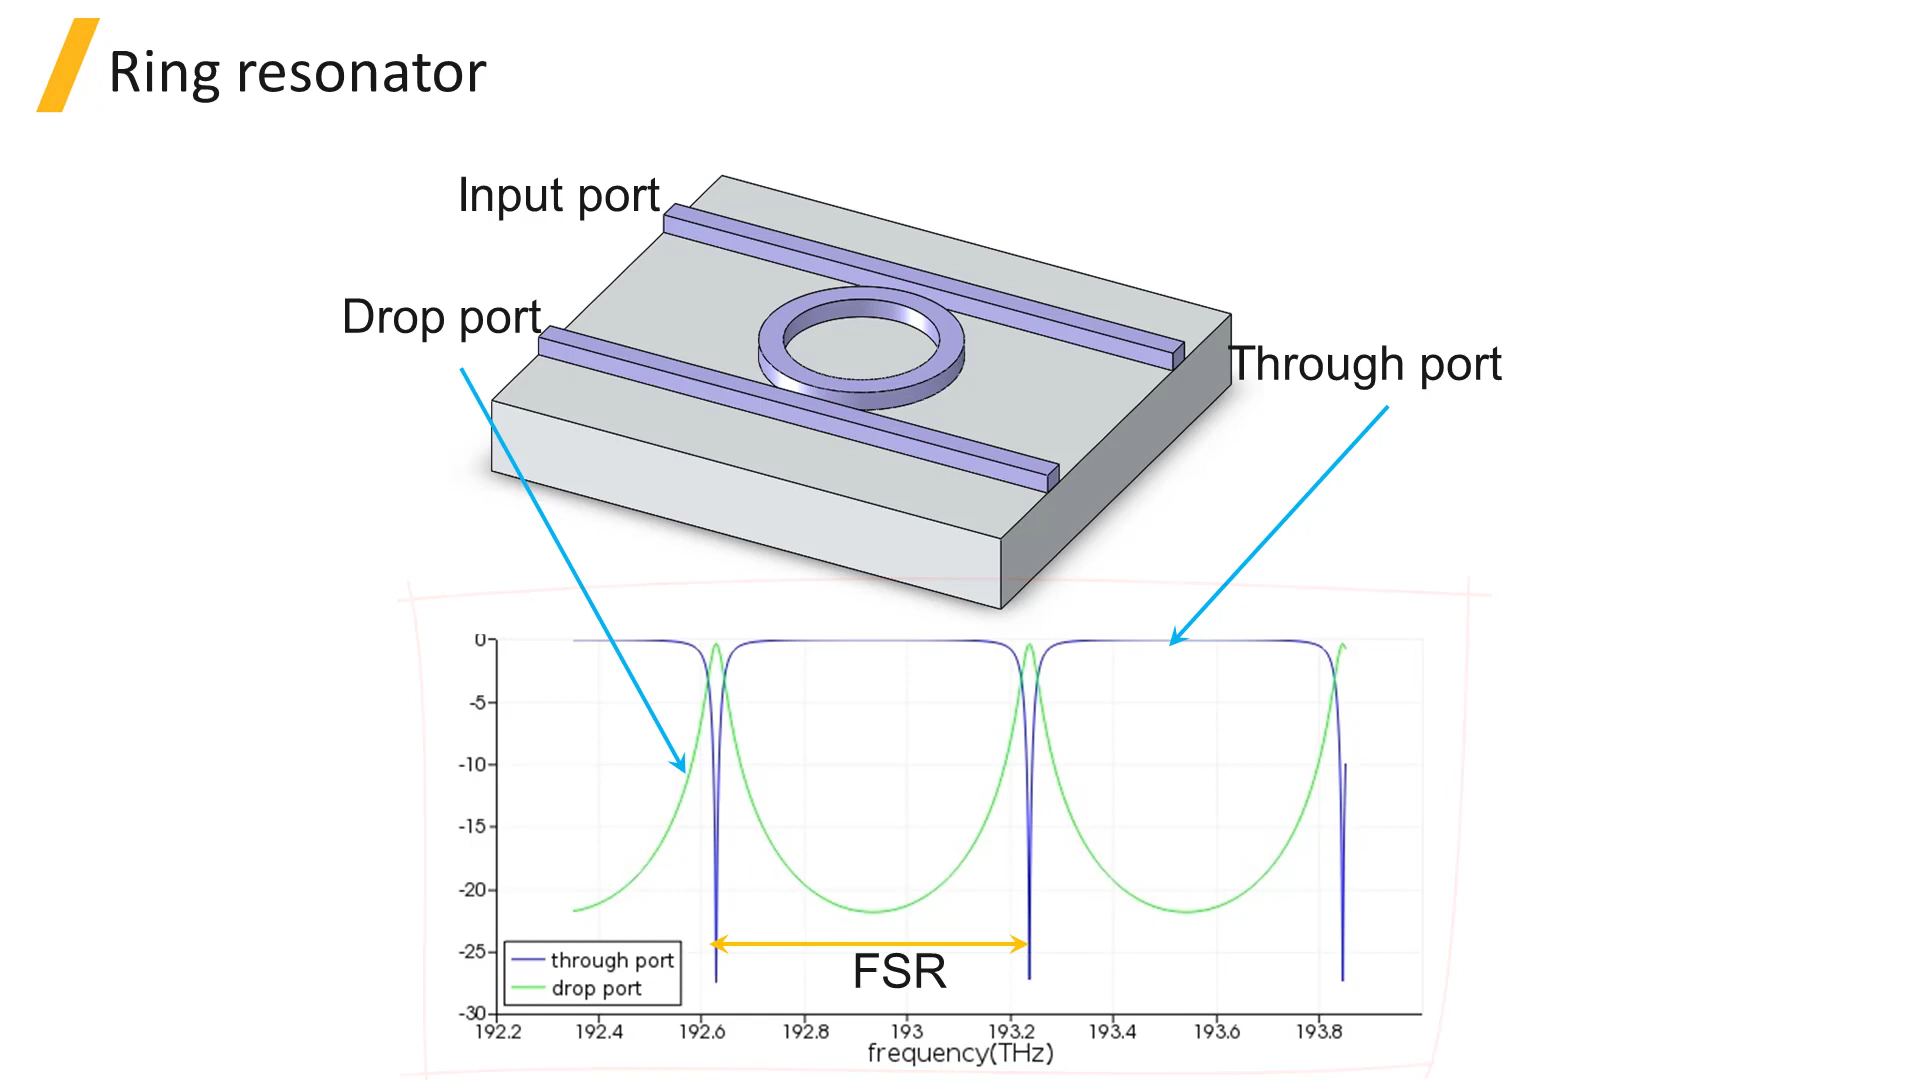 Ring resonator
Input port
Drop port
Through port
0
-5
-10
-15
-20
-25
-30
through port
drop port
FSR
192.2 192.4 192.6 192.8 193 193.2 193.4 193.6 193.8
frequency(THz)